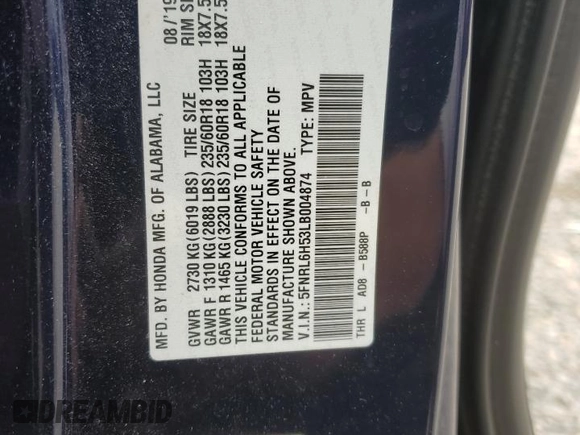 MFD. BY HONDA MFG. OF ALABAMA, LLC 08/'19
GVWR 2730 KG(6019 LBS) TIRE SIZE RIM SI
GAWR F 1310 KG(2888 LBS) 235/60R18 103H 18X7.5
GAWR R 1465 KG(3230 LBS) 235/60R18 103H 18X7.5
THIS VEHICLE CONFORMS TO ALL APPLICABLE
FEDERAL MOTOR VEHICLE SAFETY
STANDARDS IN EFFECT ON THE DATE OF
MANUFACTURE SHOWN ABOVE.
V.I.N.: 5FNRL6H53LB004874 TYPE: MPV
THR L AD8 - B588P -B -B
DREAMBID